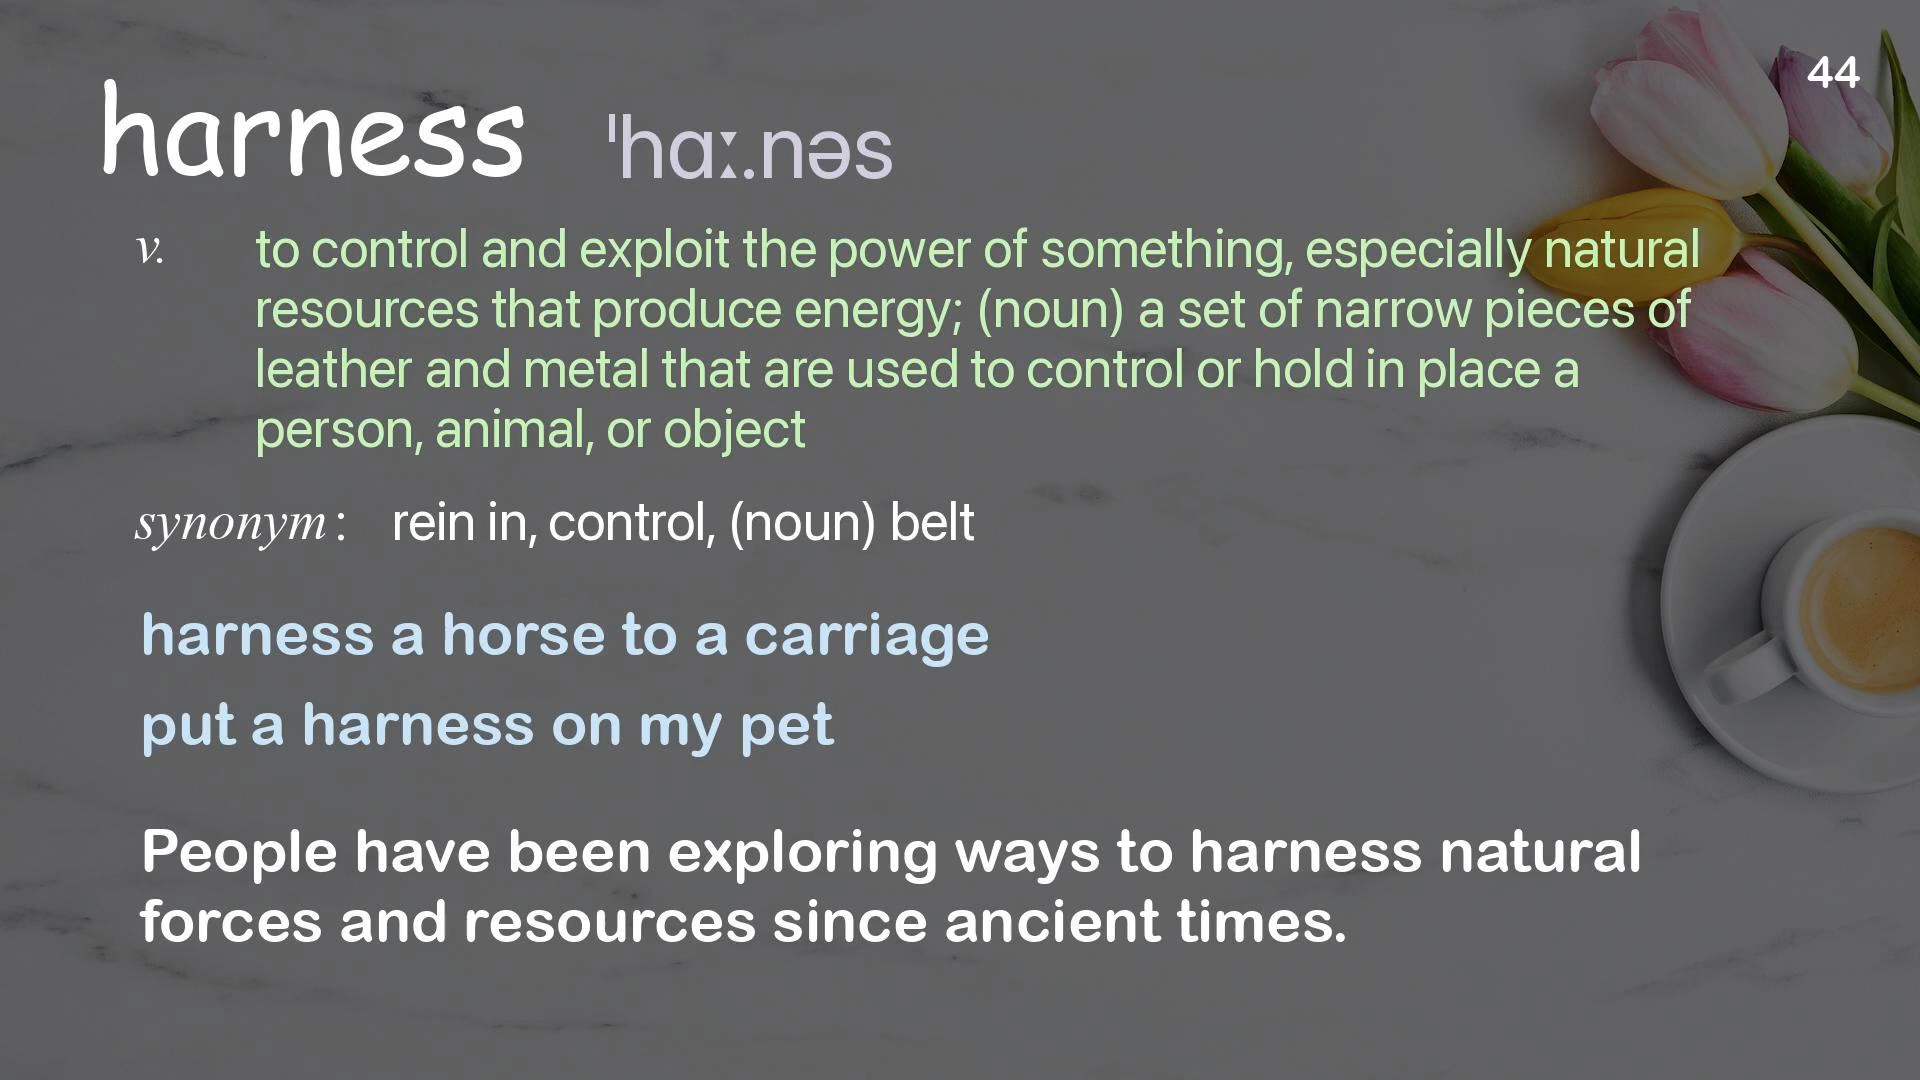 44
harness ˈhɑː.nəs
v. to control and exploit the power of something, especially natural
resources that produce energy; (noun) a set of narrow pieces of
leather and metal that are used to control or hold in place a
person, animal, or object
synonym : rein in, control, (noun) belt
harness a horse to a carriage
put a harness on my pet
People have been exploring ways to harness natural
forces and resources since ancient times.